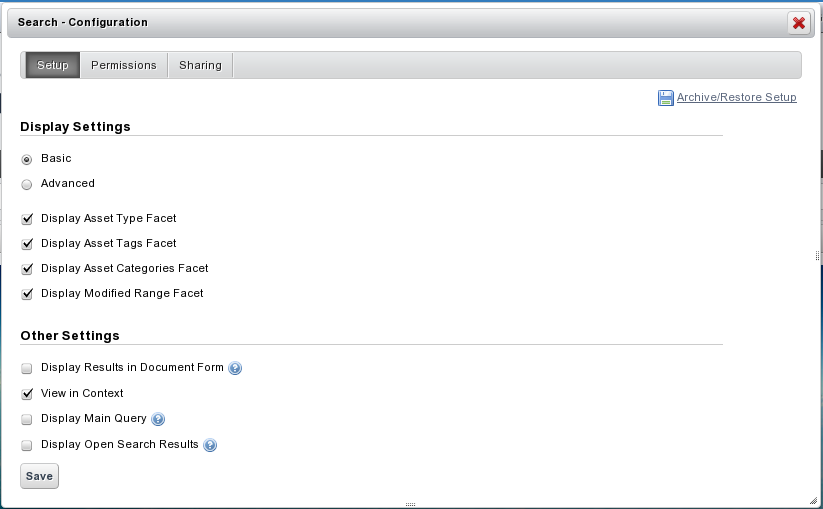 Search - Configuration
Setup Permissions Sharing
Archive/Restore Setup
Display Settings
Basic
Advanced
Display Asset Type Facet
Display Asset Tags Facet
Display Asset Categories Facet
Display Modified Range Facet
Other Settings
Display Results in Document Form ?
View in Context
Display Main Query ?
Display Open Search Results ?
Save